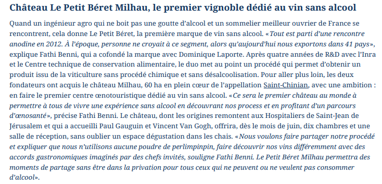 Château Le Petit Béret Milhau, le premier vignoble dédié au vin sans alcool
Quand un ingénieur agro qui ne boit pas une goutte d'alcool et un sommelier meilleur ouvrier de France se
rencontrent, cela donne Le Petit Béret, la première marque de vin sans alcool. « Tout est parti d'une rencontre
anodine en 2012. À l'époque, personne ne croyait à ce segment, alors qu'aujourd'hui nous exportons dans 41 pays»,
explique Fathi Benni, qui a cofondé la marque avec Dominique Laporte. Après quatre années de R&D avec l'Inra
et le Centre technique de conservation alimentaire, le duo met au point un procédé qui permet d'obtenir un
produit issu de la viticulture sans procédé chimique et sans désalcoolisation. Pour aller plus loin, les deux
fondateurs ont acquis le château Milhau, 60 ha en plein cœur de l'appellation Saint-Chinian, avec une ambition :
en faire le premier centre œnotouristique dédié au vin sans alcool. «Ce sera le premier château au monde à
permettre à tous de vivre une expérience sans alcool en découvrant nos process et en profitant d'un parcours
d'œnosanté», précise Fathi Benni. Le château, dont les origines remontent aux Hospitaliers de Saint-Jean de
Jérusalem et qui a accueilli Paul Gauguin et Vincent Van Gogh, offrira, dès le mois de juin, dix chambres et une
salle de réception, sans oublier un espace dégustation dans les chais. «Nous voulons faire partager notre procédé
et expliquer que nous n'utilisons aucune poudre de perlimpinpin, faire découvrir nos vins différemment avec des
accords gastronomiques imaginés par des chefs invités, souligne Fathi Benni. Le Petit Béret Milhau permettra des
moments de partage sans être dans la privation pour tous ceux qui ne peuvent ou ne veulent pas consommer
d'alcool».